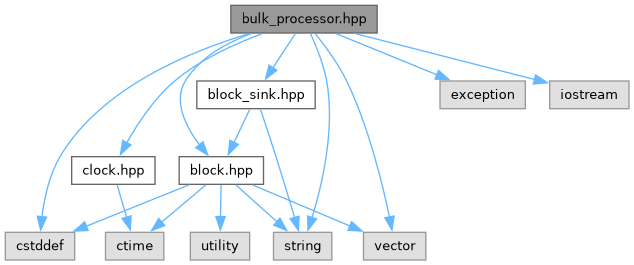 bulk_processor.hpp
block_sink.hpp
exception
iostream
clock.hpp
block.hpp
cstddef
ctime
utility
string
vector